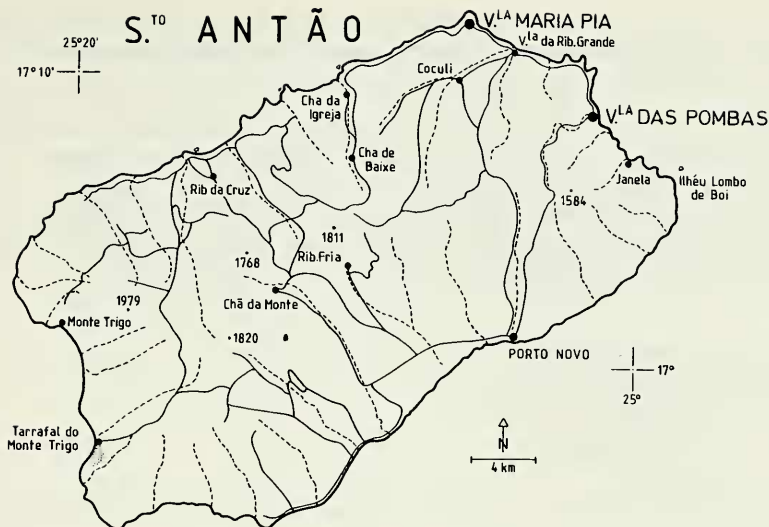 S.TO ANTÃO
25°20'
17°10'
V.LA MARIA PIA
V.la da Rib.Grande
Coculi
Cha da
Igreja
V.LA DAS POMBAS
Cha de
Baixe
Janela
Ilhéu Lombo
de Boi
Rib da Cruz
1584
1811
1768
Rib.Fria
Chã da Monte
1979
Monte Trigo
1820
PORTO NOVO
17°
25°
Tarrafal do
Monte Trigo
N
4 km